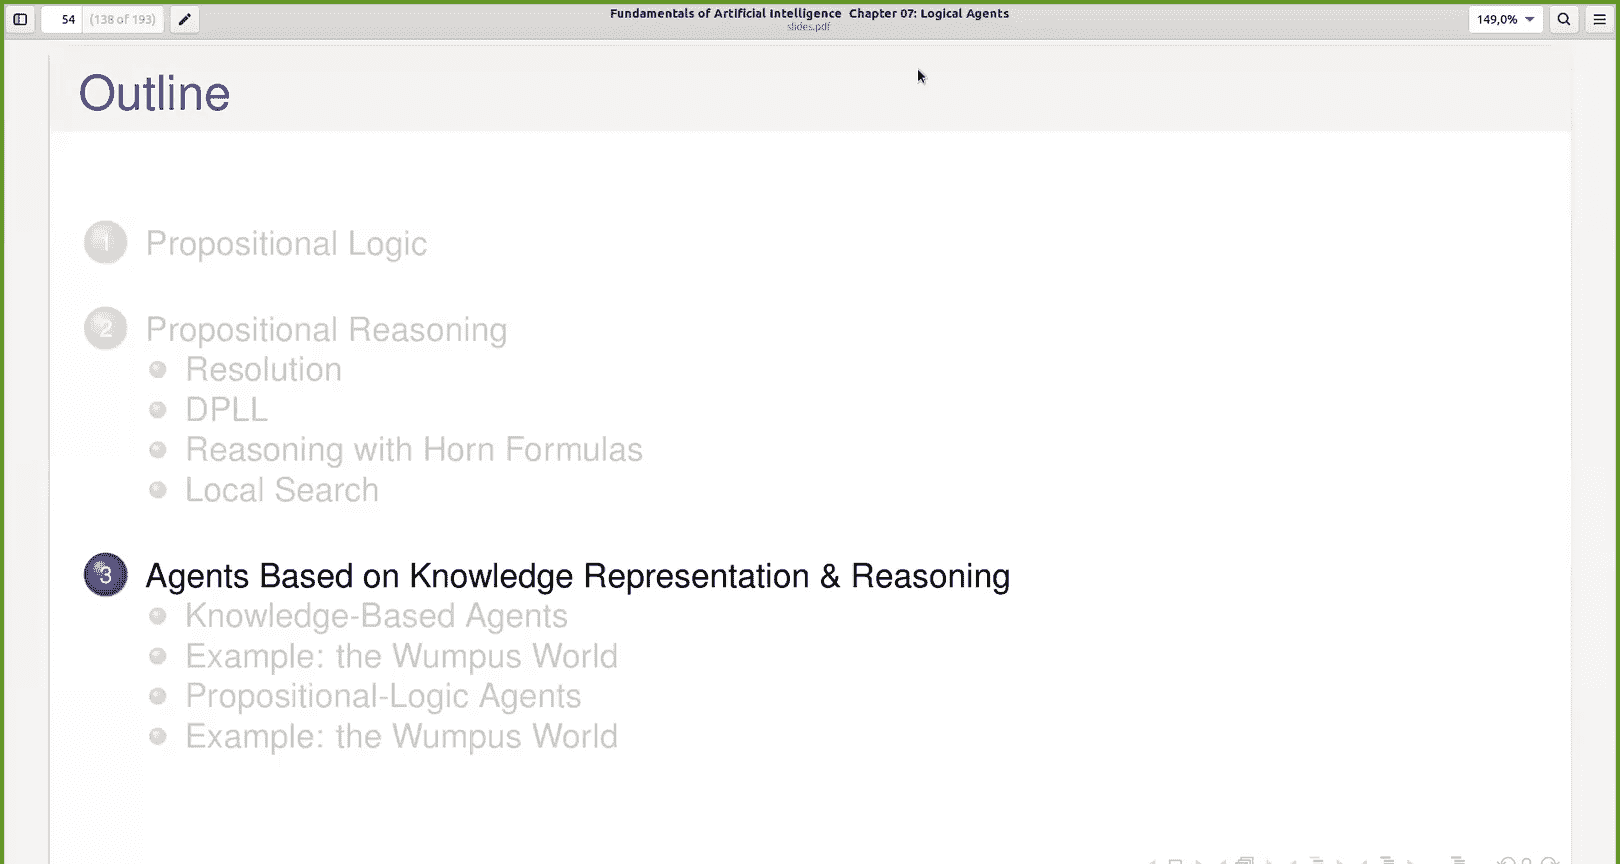 54 (138 of 193)
Fundamentals of Artificial Intelligence Chapter 07: Logical Agents
slides.pdf
149,0%
Outline
1 Propositional Logic
2 Propositional Reasoning
Resolution
DPLL
Reasoning with Horn Formulas
Local Search
3 Agents Based on Knowledge Representation & Reasoning
Knowledge-Based Agents
Example: the Wumpus World
Propositional-Logic Agents
Example: the Wumpus World